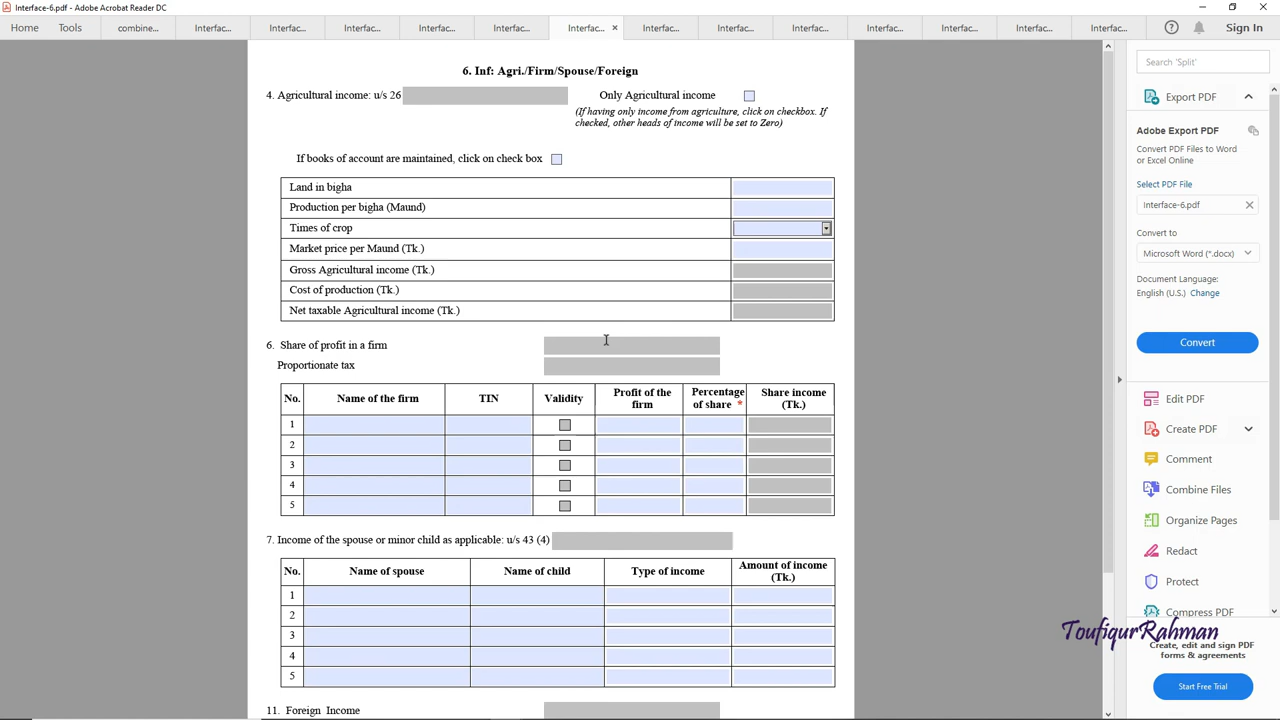 Interface-6.pdf - Adobe Acrobat Reader DC
Home Tools combine... Interfac... Interfac... Interfac... Interfac... Interfac... Interfac... × Interfac... Interfac... Interfac... Interfac... Interfac... Interfac... Interfac... Sign In
6. Inf: Agri./Firm/Spouse/Foreign
4. Agricultural income: u/s 26 Only Agricultural income
(If having only income from agriculture, click on checkbox. If
checked, other heads of income will be set to Zero)
If books of account are maintained, click on check box
Land in bigha
Production per bigha (Maund)
Times of crop
Market price per Maund (Tk.)
Gross Agricultural income (Tk.)
Cost of production (Tk.)
Net taxable Agricultural income (Tk.)
6. Share of profit in a firm
Proportionate tax
No. Name of the firm TIN Validity Profit of the firm Percentage of share * Share income (Tk.)
1
2
3
4
5
7. Income of the spouse or minor child as applicable: u/s 43 (4)
No. Name of spouse Name of child Type of income Amount of income (Tk.)
1
2
3
4
5
11. Foreign Income
Search 'Split'
Export PDF
Adobe Export PDF
Convert PDF Files to Word
or Excel Online
Select PDF File
Interface-6.pdf
Convert to
Microsoft Word (*.docx)
Document Language:
English (U.S.) Change
Convert
Edit PDF
Create PDF
Comment
Combine Files
Organize Pages
Redact
Protect
Compress PDF
ToufiqurRahman
Create, edit and sign PDF
forms & agreements
Start Free Trial